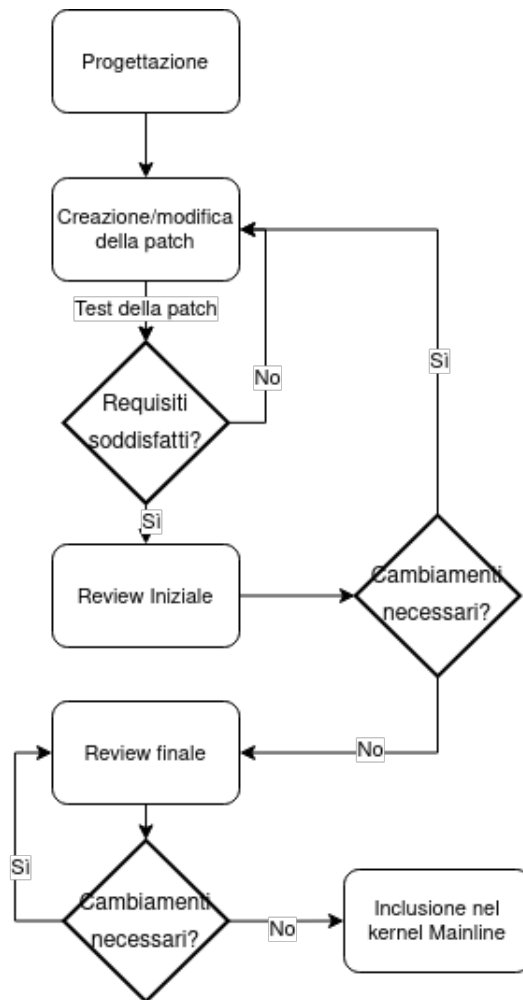 Progettazione
Creazione/modifica
della patch
Test della patch
Requisiti
soddisfatti?
No
Sì
Sì
Review Iniziale
Cambiamenti
necessari?
No
Review finale
Cambiamenti
necessari?
Sì
No
Inclusione nel
kernel Mainline